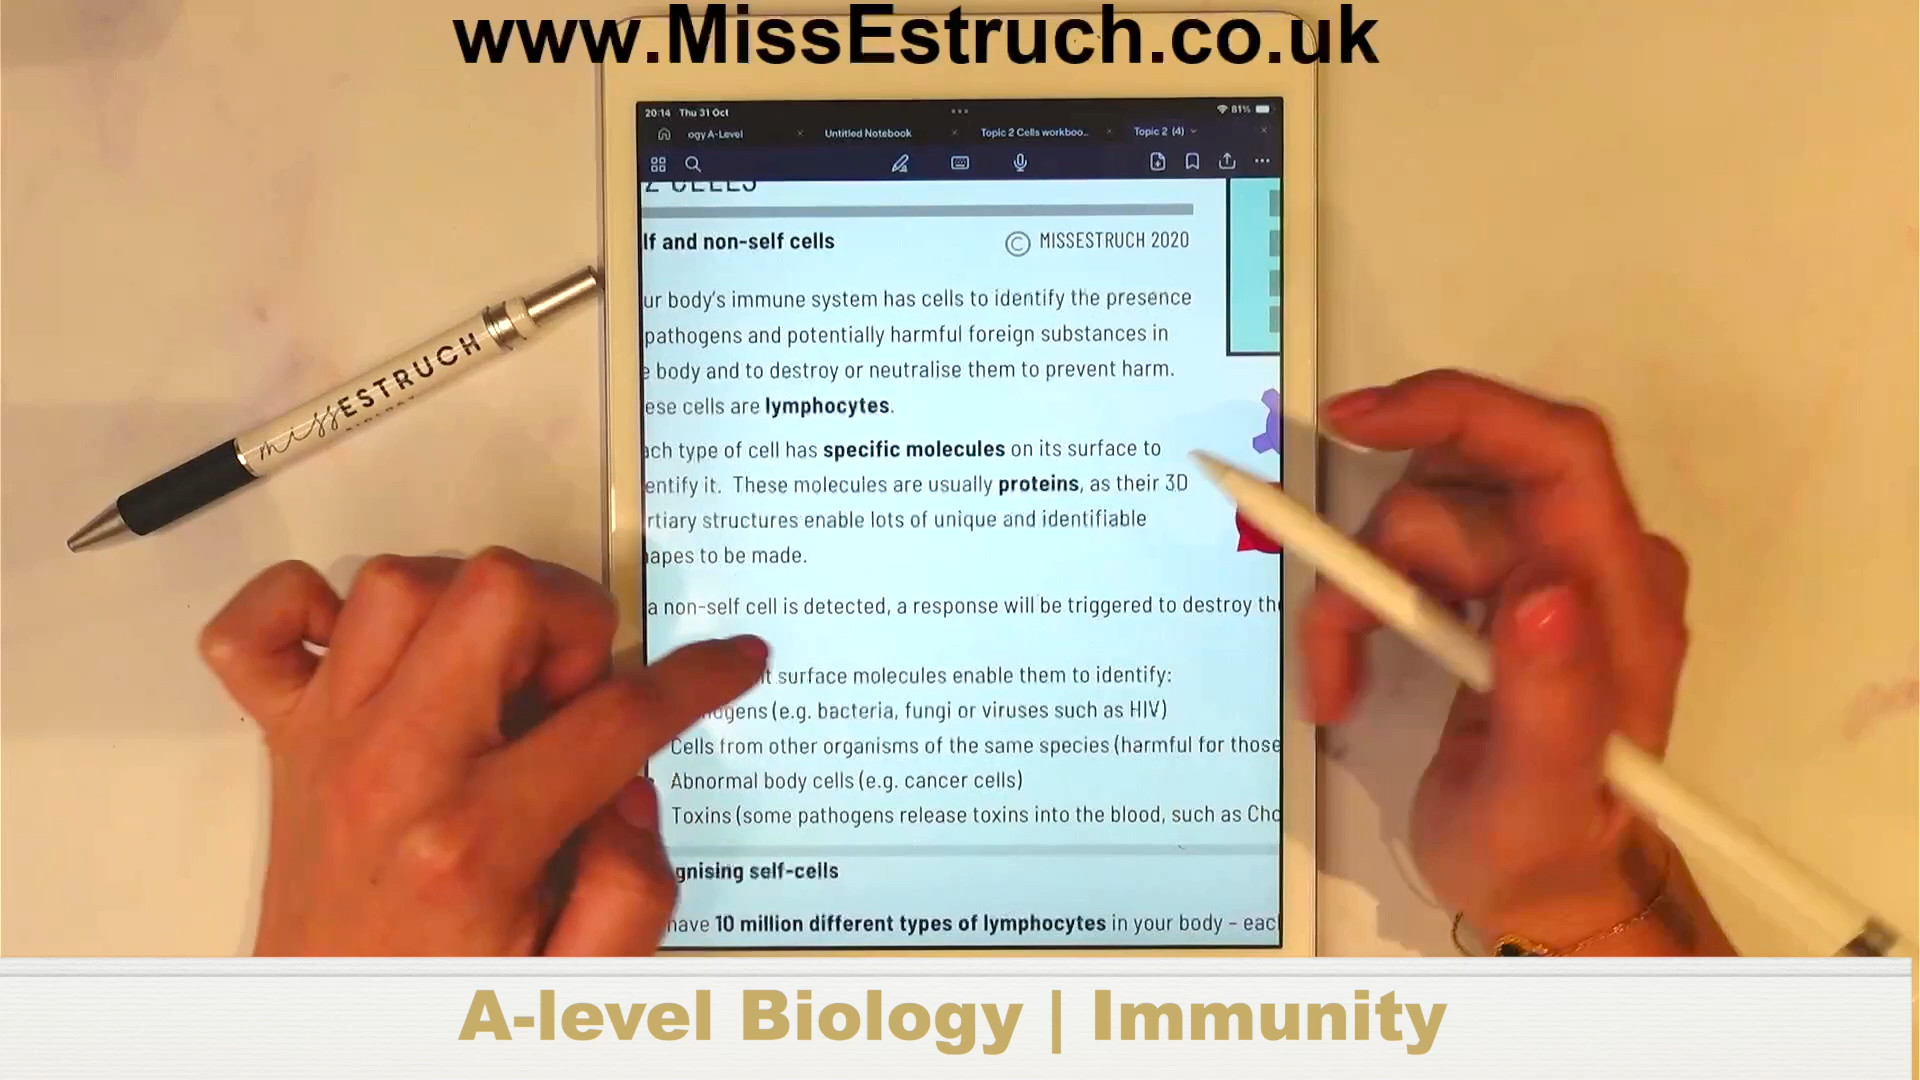 www.MissEstruch.co.uk
20:14 Thu 31 Oct
81%
ogy A-Level
Untitled Notebook
Topic 2 Cells workboo...
Topic 2 (4)
2 CELLS
lf and non-self cells
© MISSESTRUCH 2020
ur body's immune system has cells to identify the presence
pathogens and potentially harmful foreign substances in
e body and to destroy or neutralise them to prevent harm.
ese cells are lymphocytes.
ach type of cell has specific molecules on its surface to
entify it. These molecules are usually proteins, as their 3D
rtiary structures enable lots of unique and identifiable
apes to be made.
a non-self cell is detected, a response will be triggered to destroy the
t surface molecules enable them to identify:
ogens (e.g. bacteria, fungi or viruses such as HIV)
Cells from other organisms of the same species (harmful for those
Abnormal body cells (e.g. cancer cells)
Toxins (some pathogens release toxins into the blood, such as Cho
gnising self-cells
have 10 million different types of lymphocytes in your body - each
missESTRUCH
A-level Biology | Immunity